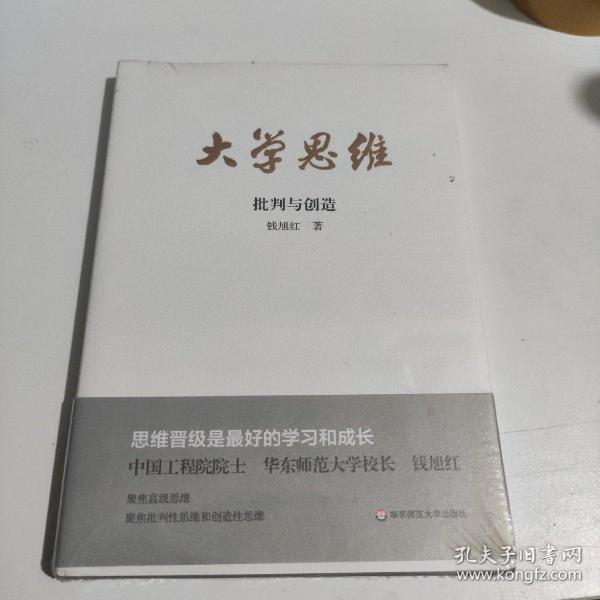 大学思维
批判与创造
钱旭红 著
思维晋级是最好的学习和成长
中国工程院院士 华东师范大学校长 钱旭红
聚焦高级思维
聚焦批判性思维和创造性思维
华东师范大学出版社
孔夫子旧书网
www.kongfz.com